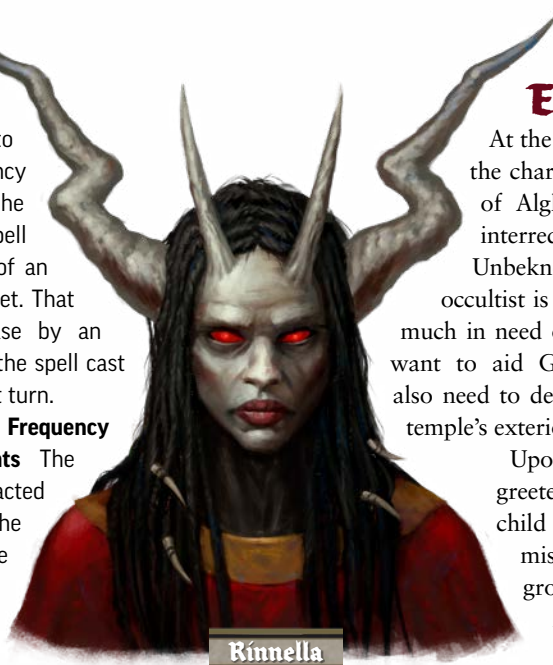 to
ncy
he
pell
of an
et. That
se by an
the spell cast
t turn.
Frequency
nts The
acted
he
e
E
At the
the char
of Algh
interred
Unbekn
occultist is
much in need
want to aid G
also need to de
temple's exterio
Upo
greete
child
mis
gro
Rinnella